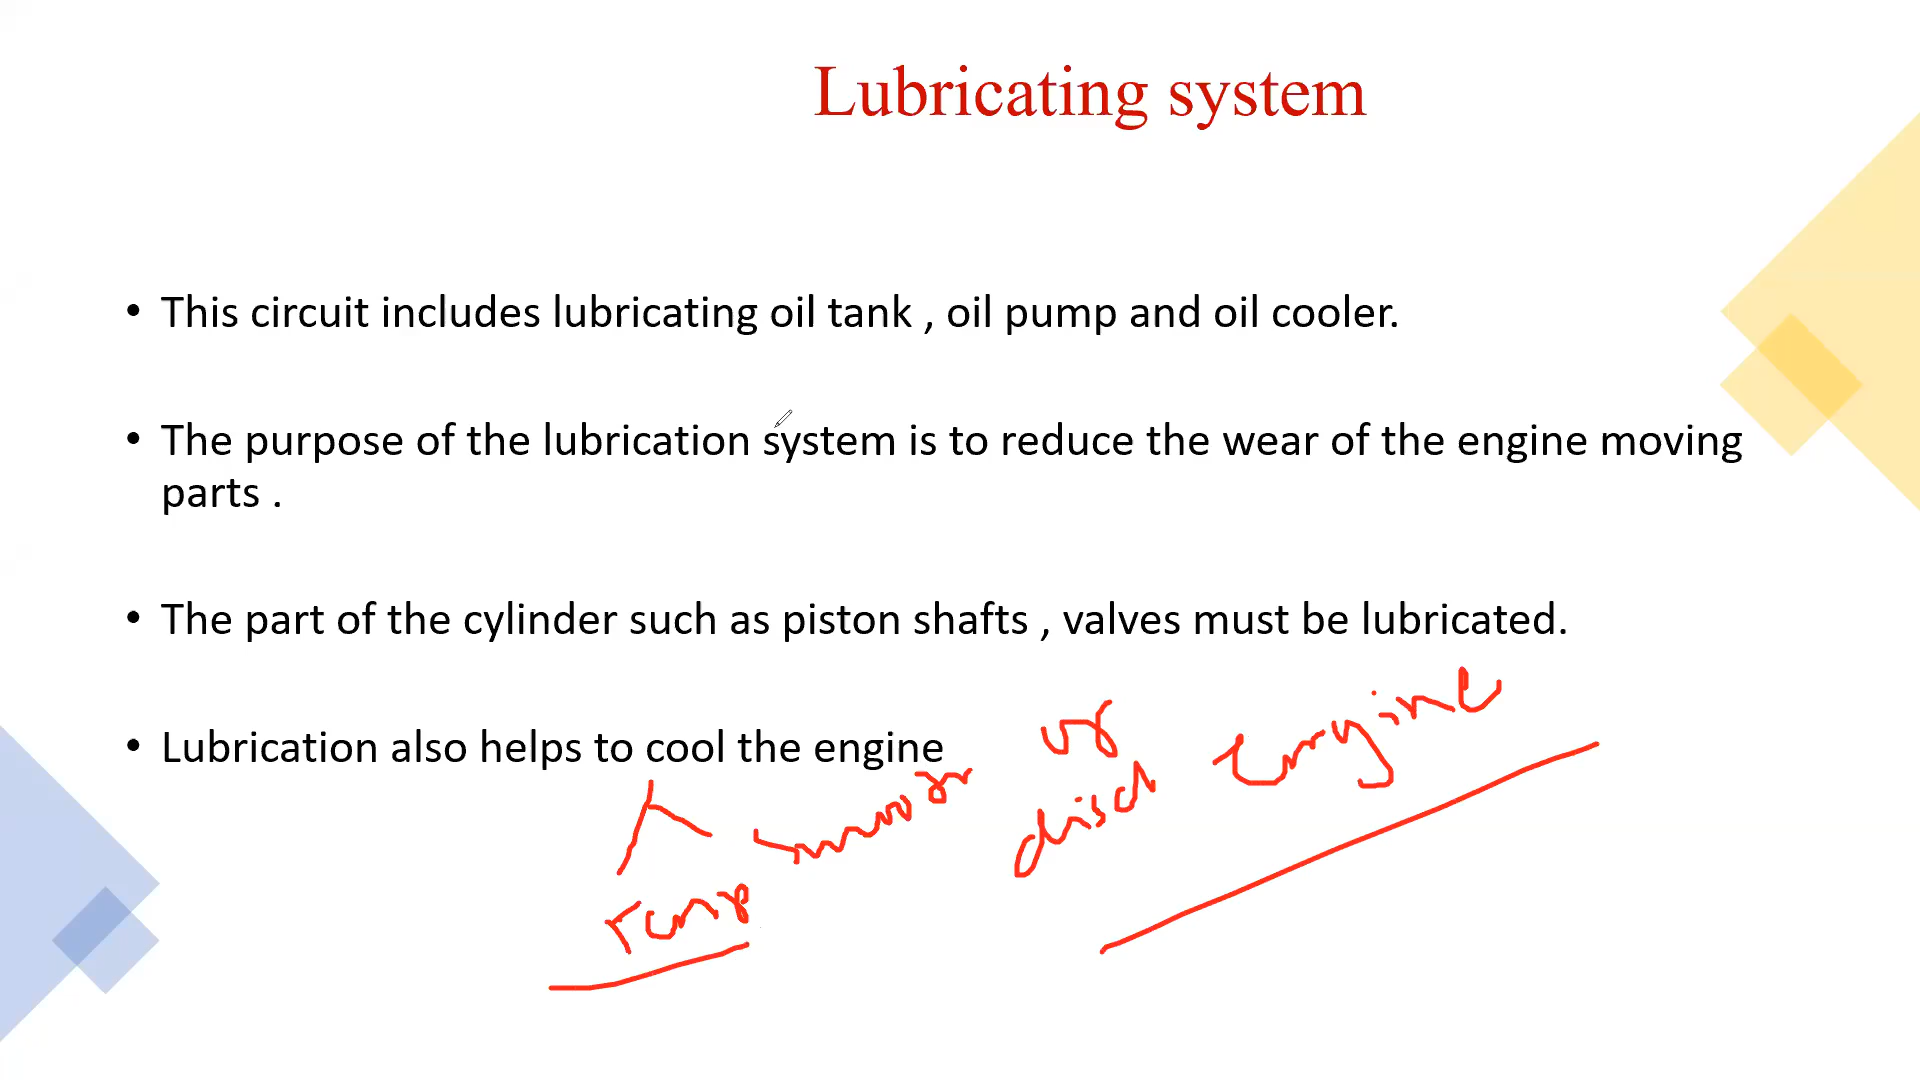 Lubricating system
• This circuit includes lubricating oil tank , oil pump and oil cooler.
• The purpose of the lubrication system is to reduce the wear of the engine moving
parts .
• The part of the cylinder such as piston shafts , valves must be lubricated.
• Lubrication also helps to cool the engine
of
Engine